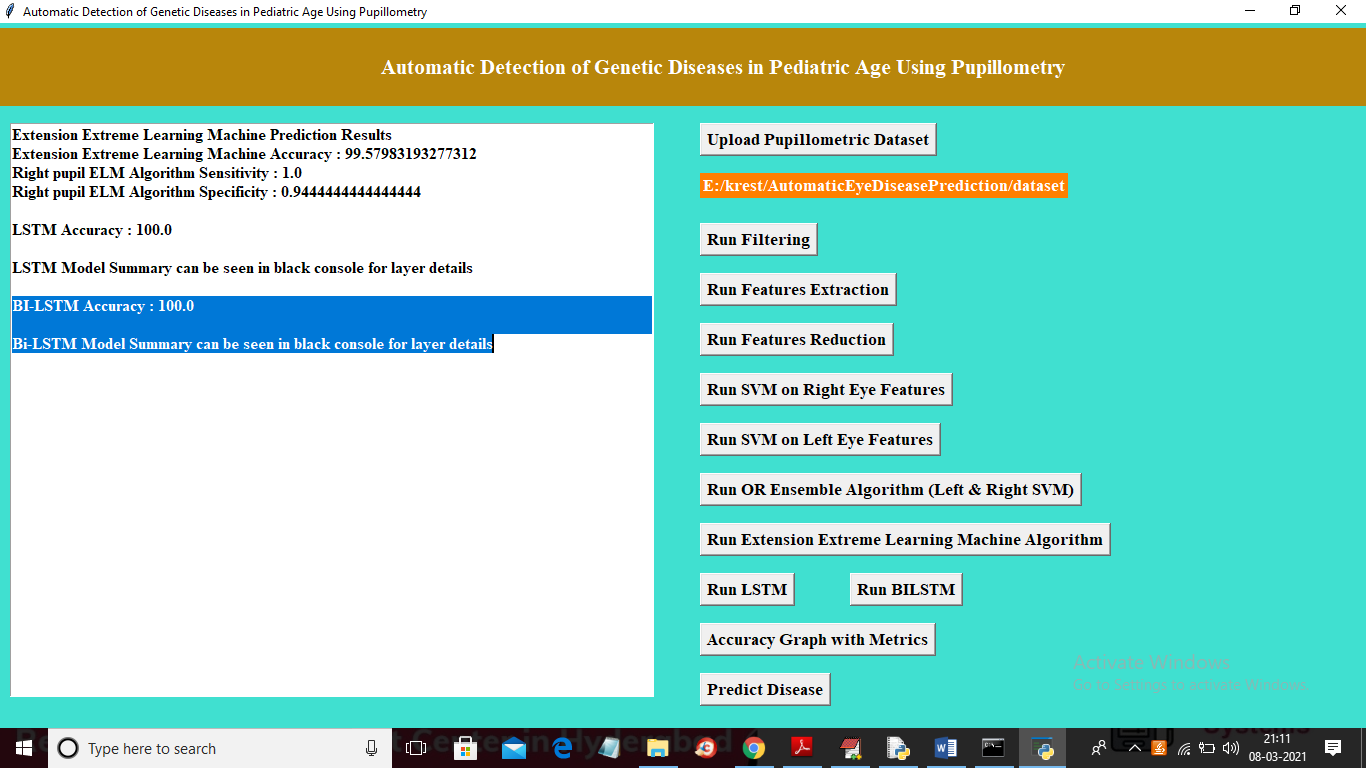 Automatic Detection of Genetic Diseases in Pediatric Age Using Pupillometry
Automatic Detection of Genetic Diseases in Pediatric Age Using Pupillometry
Extension Extreme Learning Machine Prediction Results
Extension Extreme Learning Machine Accuracy : 99.57983193277312
Right pupil ELM Algorithm Sensitivity : 1.0
Right pupil ELM Algorithm Specificity : 0.9444444444444444
LSTM Accuracy : 100.0
LSTM Model Summary can be seen in black console for layer details
BI-LSTM Accuracy : 100.0
Bi-LSTM Model Summary can be seen in black console for layer details
Upload Pupillometric Dataset
E:/krest/AutomaticEyeDiseasePrediction/dataset
Run Filtering
Run Features Extraction
Run Features Reduction
Run SVM on Right Eye Features
Run SVM on Left Eye Features
Run OR Ensemble Algorithm (Left & Right SVM)
Run Extension Extreme Learning Machine Algorithm
Run LSTM
Run BILSTM
Accuracy Graph with Metrics
Predict Disease
Activate Windows
Go to Settings to activate Windows.
Type here to search
21:11
08-03-2021